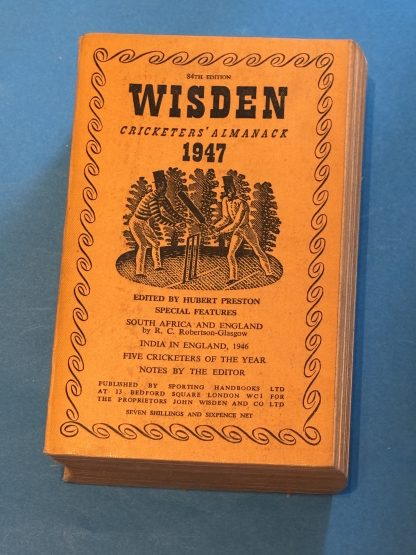 84TH EDITION
WISDEN
CRICKETERS' ALMANACK
1947
EDITED BY HUBERT PRESTON
SPECIAL FEATURES
SOUTH AFRICA AND ENGLAND
by R. C. Robertson-Glasgow
INDIA IN ENGLAND, 1946
FIVE CRICKETERS OF THE YEAR
NOTES BY THE EDITOR
PUBLISHED BY SPORTING HANDBOOKS LTD
AT 13 BEDFORD SQUARE LONDON WC1 FOR
THE PROPRIETORS JOHN WISDEN AND CO LTD
SEVEN SHILLINGS AND SIXPENCE NET